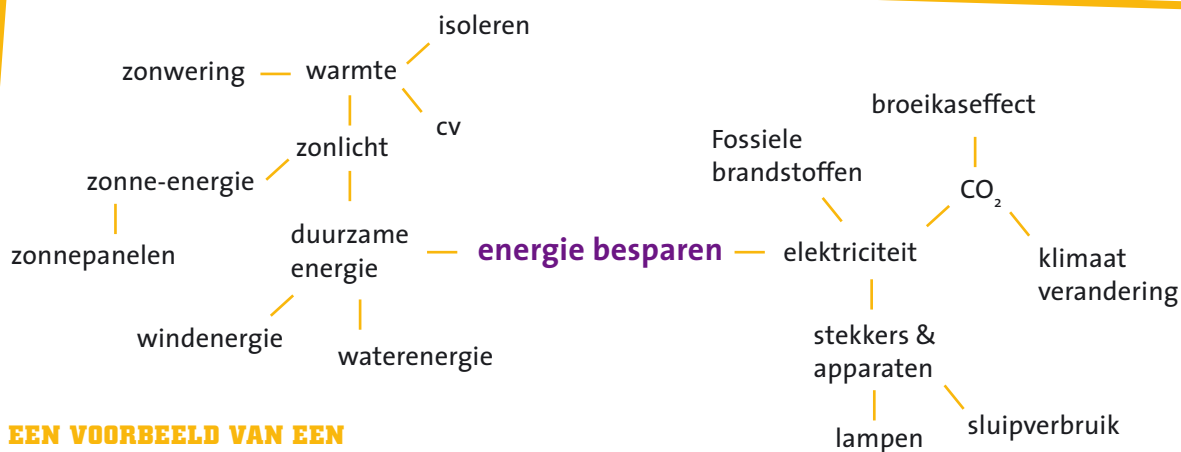 isoleren
zonwering
warmte
cv
zonlicht
zonne-energie
zonnepanelen
duurzame
energie
windenergie
waterenergie
energie besparen
Fossiele
brandstoffen
broeikaseffect
CO₂
elektriciteit
klimaat
verandering
stekkers &
apparaten
lampen
sluipverbruik
EEN VOORBEELD VAN EEN